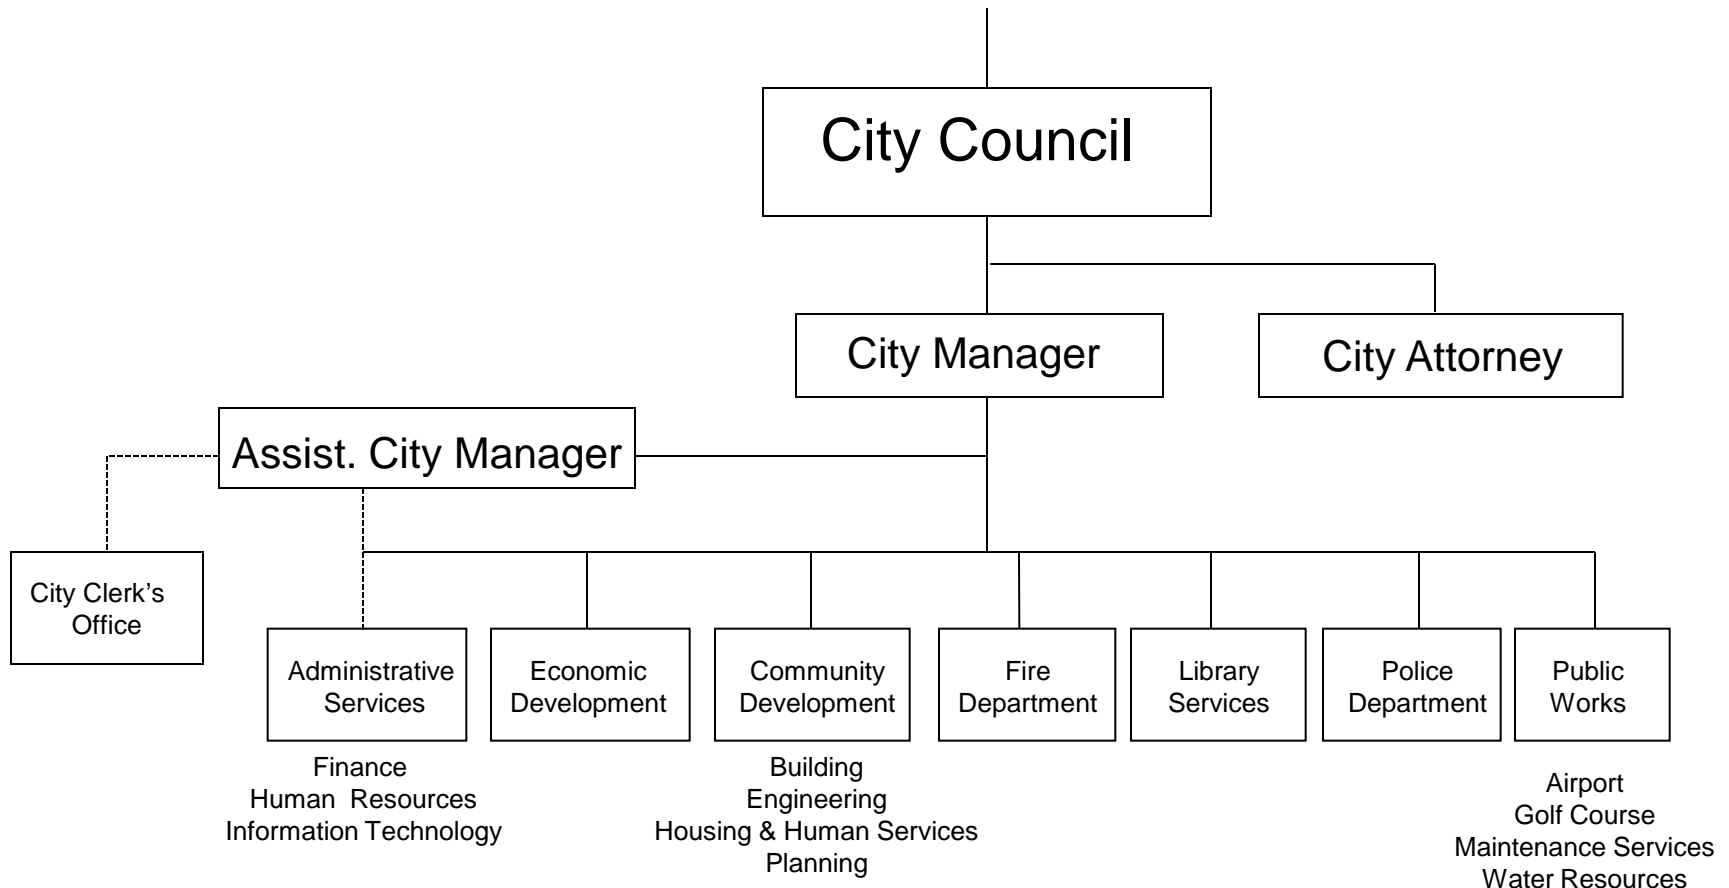 City Council
City Manager
City Attorney
Assist. City Manager
City Clerk’s
Office
Administrative
Services
Economic
Development
Community
Development
Fire
Department
Library
Services
Police
Department
Public
Works
Finance
Human Resources
Information Technology
Building
Engineering
Housing & Human Services
Planning
Airport
Golf Course
Maintenance Services
Water Resources